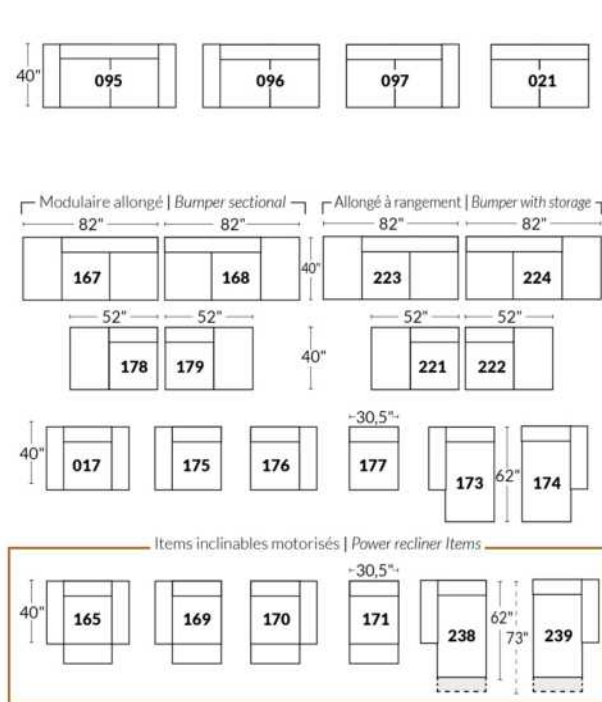 40"
095 096 097 021
Modulaire allongé | Bumper sectional Allongé à rangement | Bumper with storage
82" 82" 82" 82"
167 168 40" 223 224
52" 52" 52" 52"
178 179 40" 221 222
30,5"
40" 017 175 176 177 173 62" 174
Items inclinables motorisés | Power recliner Items
30,5"
40" 165 169 170 171 238 62" 73" 239